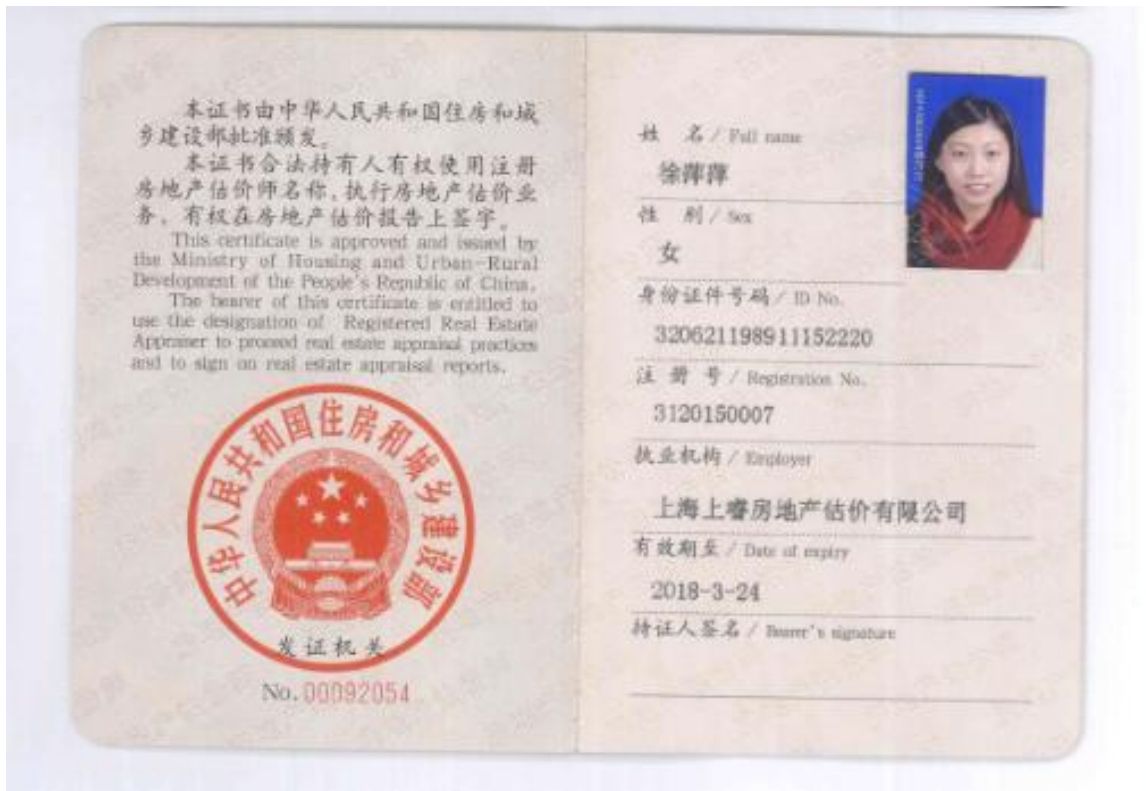 本证书由中华人民共和国住房和城
乡建设部批准颁发。
本证书合法持有人有权使用注册
房地产估价师名称，执行房地产估价业
务，有权在房地产估价报告上签字。
This certificate is approved and issued by
the Ministry of Housing and Urban-Rural
Development of the People's Republic of China.
The bearer of this certificate is entitled to
use the designation of Registered Real Estate
Appraiser to proceed real estate appraisal practices
and to sign on real estate appraisal reports.
中华人民共和国住房和城乡建设部
发证机关
No. 00092054
姓 名 / Full name
徐萍萍
性 别 / Sex
女
身份证件号码 / ID No.
320621198911152220
注 册 号 / Registration No.
3120150007
执业机构 / Employer
上海上睿房地产估价有限公司
有效期至 / Date of expiry
2018-3-24
持证人签名 / Bearer's signature